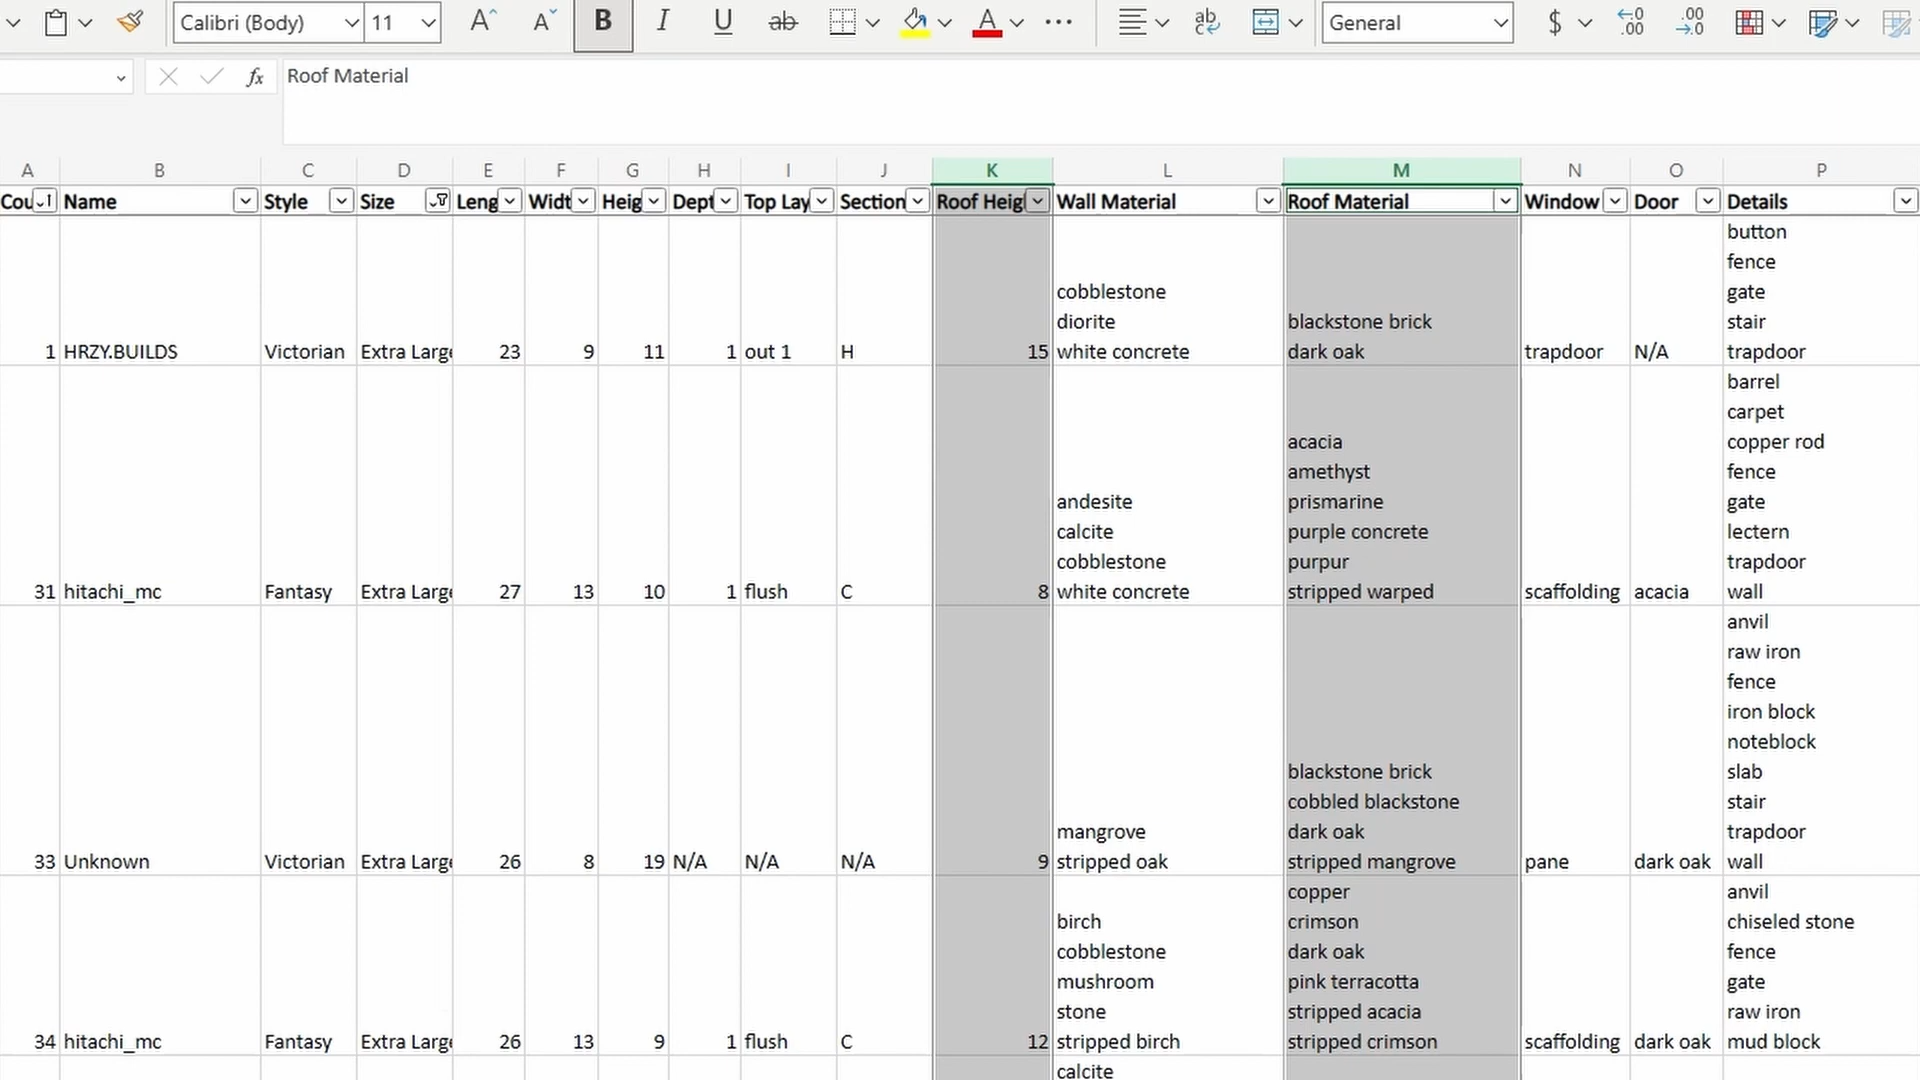 Calibri (Body) 11 A A B I U ab A ... ab c General $ .00 .00
fx Roof Material
A B C D E F G H I J K L M N O P
Cou Name Style Size Leng Widt Heig Dept Top Lay Section Roof Heig Wall Material Roof Material Window Door Details
button
fence
cobblestone gate
diorite blackstone brick stair
1 HRZY.BUILDS Victorian Extra Large 23 9 11 1 out 1 H 15 white concrete dark oak trapdoor N/A trapdoor
barrel
carpet
acacia copper rod
amethyst fence
andesite prismarine gate
calcite purple concrete lectern
cobblestone purpur trapdoor
31 hitachi_mc Fantasy Extra Large 27 13 10 1 flush C 8 white concrete stripped warped scaffolding acacia wall
anvil
raw iron
fence
iron block
noteblock
blackstone brick slab
cobbled blackstone stair
mangrove dark oak trapdoor
33 Unknown Victorian Extra Large 26 8 19 N/A N/A N/A 9 stripped oak stripped mangrove pane dark oak wall
copper anvil
birch crimson chiseled stone
cobblestone dark oak fence
mushroom pink terracotta gate
stone stripped acacia raw iron
34 hitachi_mc Fantasy Extra Large 26 13 9 1 flush C 12 stripped birch stripped crimson scaffolding dark oak mud block
calcite